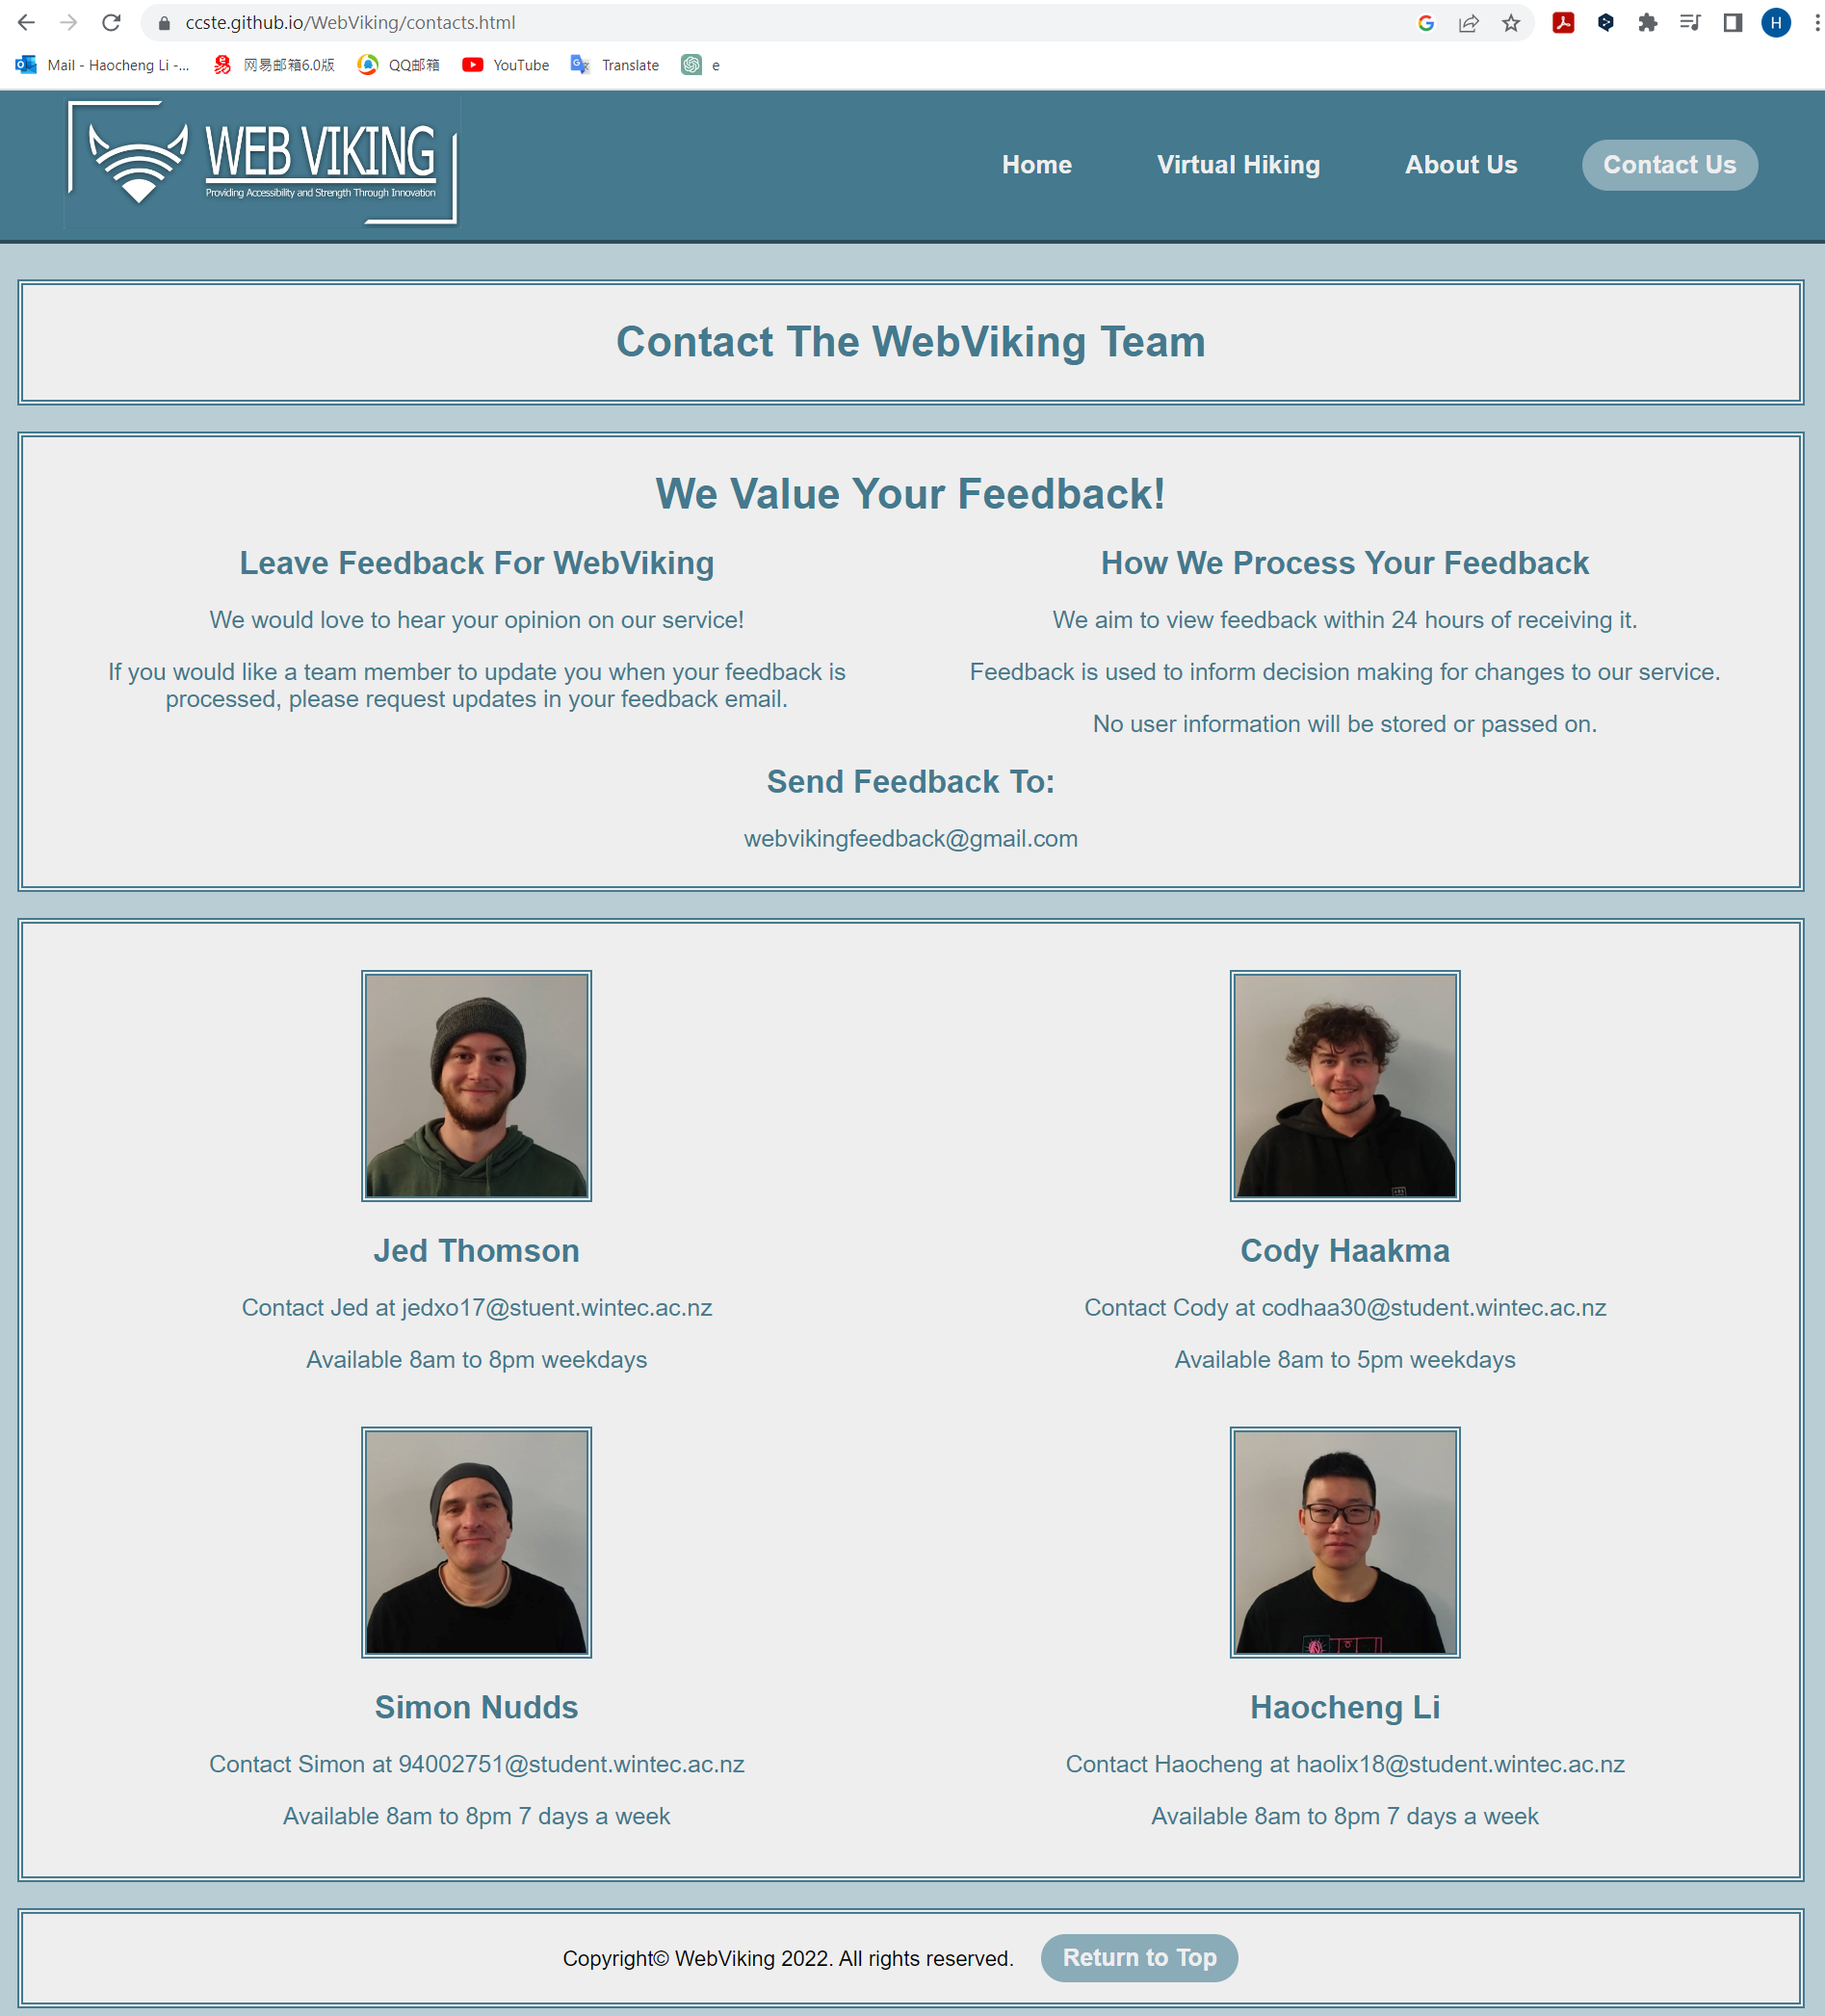 ccste.github.io/WebViking/contacts.html
H
Mail - Haocheng Li -...
网易邮箱6.0版
QQ邮箱
YouTube
Translate
e
WEB VIKING
Providing Accessibility and Strength Through Innovation
Home
Virtual Hiking
About Us
Contact Us
Contact The WebViking Team
We Value Your Feedback!
Leave Feedback For WebViking
We would love to hear your opinion on our service!
If you would like a team member to update you when your feedback is
processed, please request updates in your feedback email.
How We Process Your Feedback
We aim to view feedback within 24 hours of receiving it.
Feedback is used to inform decision making for changes to our service.
No user information will be stored or passed on.
Send Feedback To:
webvikingfeedback@gmail.com
Jed Thomson
Contact Jed at jedxo17@stuent.wintec.ac.nz
Available 8am to 8pm weekdays
Cody Haakma
Contact Cody at codhaa30@student.wintec.ac.nz
Available 8am to 5pm weekdays
Simon Nudds
Contact Simon at 94002751@student.wintec.ac.nz
Available 8am to 8pm 7 days a week
Haocheng Li
Contact Haocheng at haolix18@student.wintec.ac.nz
Available 8am to 8pm 7 days a week
Copyright© WebViking 2022. All rights reserved.
Return to Top